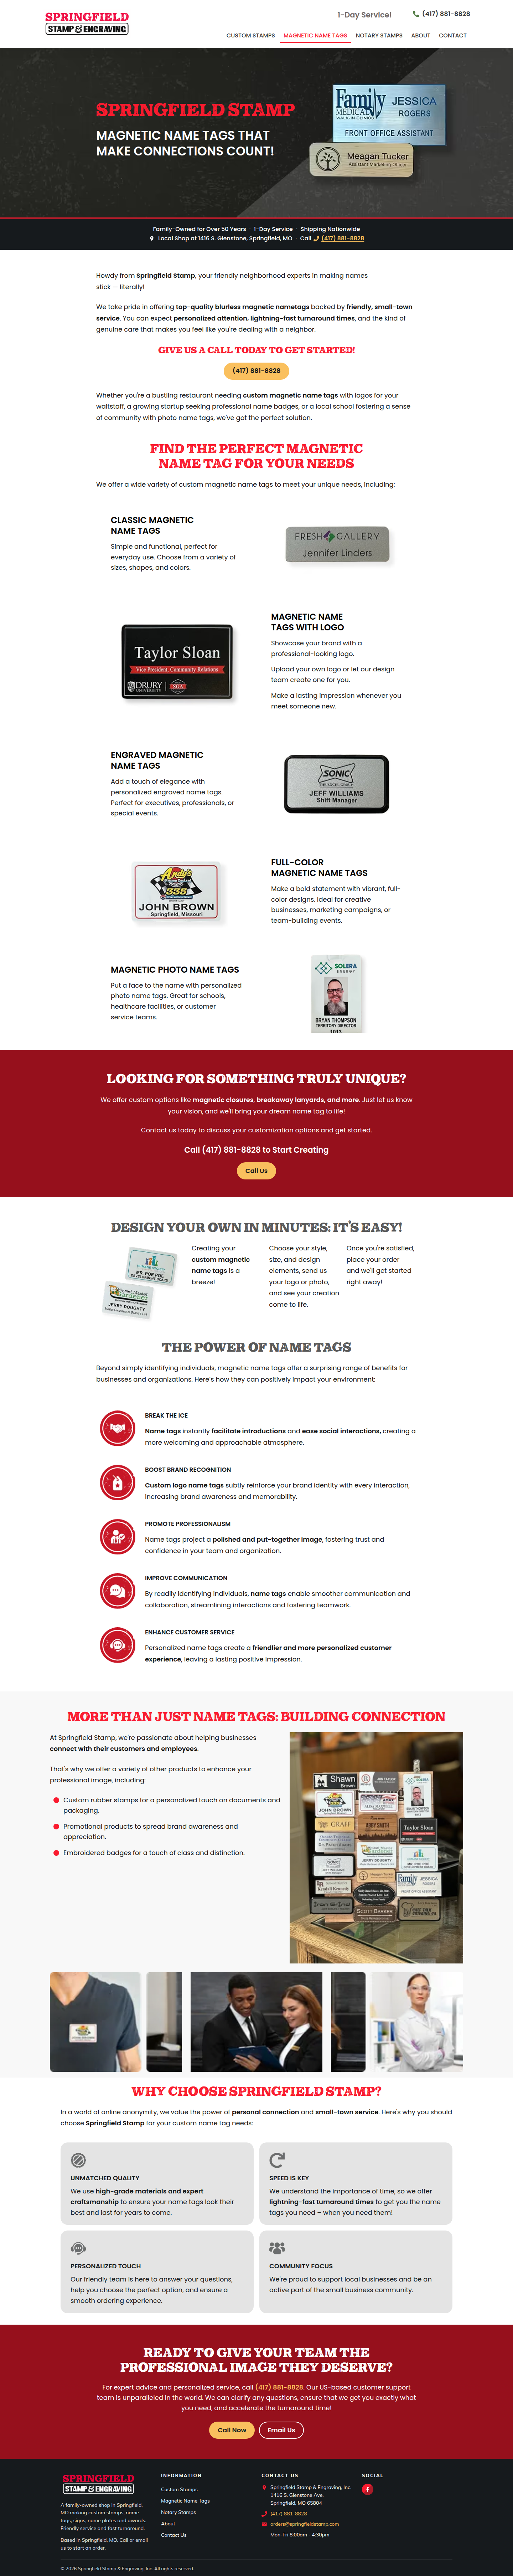 SPRINGFIELD
STAMP & ENGRAVING
1-Day Service!
(417) 881-8828
CUSTOM STAMPS
MAGNETIC NAME TAGS
NOTARY STAMPS
ABOUT
CONTACT
SPRINGFIELD STAMP
MAGNETIC NAME TAGS THAT
MAKE CONNECTIONS COUNT!
Family
MEDICAL
WALK-IN CLINICS
JESSICA
ROGERS
FRONT OFFICE ASSISTANT
Meagan Tucker
Assistant Marketing Manager
Family-Owned for Over 50 Years · 1-Day Service · Shipping Nationwide
Local Shop at 1416 S. Glenstone, Springfield, MO · Call (417) 881-8828
Howdy from Springfield Stamp, your friendly neighborhood experts in making names
stick — literally!
We take pride in offering top-quality blurless magnetic nametags backed by friendly, small-town
service. You can expect personalized attention, lightning-fast turnaround times, and the kind of
genuine care that makes you feel like you're dealing with a neighbor.
GIVE US A CALL TODAY TO GET STARTED!
(417) 881-8828
Whether you're a bustling restaurant needing custom magnetic name tags with logos for your
waitstaff, a growing startup seeking professional name badges, or a local school fostering a sense
of community with photo name tags, we've got the perfect solution.
FIND THE PERFECT MAGNETIC
NAME TAG FOR YOUR NEEDS
We offer a wide variety of custom magnetic name tags to meet your unique needs, including:
CLASSIC MAGNETIC
NAME TAGS
Simple and functional, perfect for
everyday use. Choose from a variety of
sizes, shapes, and colors.
FRESH GALLERY
Jennifer Linders
Taylor Sloan
Vice President, Community Relations
DRURY
UNIVERSITY
SGA
MAGNETIC NAME
TAGS WITH LOGO
Showcase your brand with a
professional-looking logo.
Upload your own logo or let our design
team create one for you.
Make a lasting impression whenever you
meet someone new.
ENGRAVED MAGNETIC
NAME TAGS
Add a touch of elegance with
personalized engraved name tags.
Perfect for executives, professionals, or
special events.
SONIC
JEFF WILLIAMS
Shift Manager
JOHN BROWN
Springfield, Missouri
FULL-COLOR
MAGNETIC NAME TAGS
Make a bold statement with vibrant, full-
color designs. Ideal for creative
businesses, marketing campaigns, or
team-building events.
MAGNETIC PHOTO NAME TAGS
Put a face to the name with personalized
photo name tags. Great for schools,
healthcare facilities, or customer
service teams.
SOLERA
ENERGY
BRYAN THOMPSON
TERRITORY DIRECTOR
1013
LOOKING FOR SOMETHING TRULY UNIQUE?
We offer custom options like magnetic closures, breakaway lanyards, and more. Just let us know
your vision, and we'll bring your dream name tag to life!
Contact us today to discuss your customization options and get started.
Call (417) 881-8828 to Start Creating
Call Us
DESIGN YOUR OWN IN MINUTES: IT'S EASY!
MR. POE POE
DEVELOPMENT BOARD
Master
Gardener
JERRY DOUGHTY
Creating your
custom magnetic
name tags is a
breeze!
Choose your style,
size, and design
elements, send us
your logo or photo,
and see your creation
come to life.
Once you're satisfied,
place your order
and we'll get started
right away!
THE POWER OF NAME TAGS
Beyond simply identifying individuals, magnetic name tags offer a surprising range of benefits for
businesses and organizations. Here's how they can positively impact your environment:
BREAK THE ICE
Name tags instantly facilitate introductions and ease social interactions, creating a
more welcoming and approachable atmosphere.
BOOST BRAND RECOGNITION
Custom logo name tags subtly reinforce your brand identity with every interaction,
increasing brand awareness and memorability.
PROMOTE PROFESSIONALISM
Name tags project a polished and put-together image, fostering trust and
confidence in your team and organization.
IMPROVE COMMUNICATION
By readily identifying individuals, name tags enable smoother communication and
collaboration, streamlining interactions and fostering teamwork.
ENHANCE CUSTOMER SERVICE
Personalized name tags create a friendlier and more personalized customer
experience, leaving a lasting positive impression.
MORE THAN JUST NAME TAGS: BUILDING CONNECTION
At Springfield Stamp, we're passionate about helping businesses
connect with their customers and employees.
That's why we offer a variety of other products to enhance your
professional image, including:
Custom rubber stamps for a personalized touch on documents and
packaging.
Promotional products to spread brand awareness and
appreciation.
Embroidered badges for a touch of class and distinction.
Shawn
JOHN BROWN
GRAFF
Taylor Sloan
JERRY DOUGHTY
Kendall Kennedy
Family
JESSICA
ROGERS
SCOTT BARKER
WHY CHOOSE SPRINGFIELD STAMP?
In a world of online anonymity, we value the power of personal connection and small-town service. Here's why you should
choose Springfield Stamp for your custom name tag needs:
UNMATCHED QUALITY
We use high-grade materials and expert
craftsmanship to ensure your name tags look their
best and last for years to come.
SPEED IS KEY
We understand the importance of time, so we offer
lightning-fast turnaround times to get you the name
tags you need – when you need them!
PERSONALIZED TOUCH
Our friendly team is here to answer your questions,
help you choose the perfect option, and ensure a
smooth ordering experience.
COMMUNITY FOCUS
We're proud to support local businesses and be an
active part of the small business community.
READY TO GIVE YOUR TEAM THE
PROFESSIONAL IMAGE THEY DESERVE?
For expert advice and personalized service, call (417) 881-8828. Our US-based customer support
team is unparalleled in the world. We can clarify any questions, ensure that we get you exactly what
you need, and accelerate the turnaround time!
Call Now
Email Us
SPRINGFIELD
STAMP & ENGRAVING
A family-owned shop in Springfield,
MO making custom stamps, name
tags, signs, name plates and awards.
Friendly service and fast turnaround.
Based in Springfield, MO. Call or email
us to start an order.
INFORMATION
Custom Stamps
Magnetic Name Tags
Notary Stamps
About
Contact Us
CONTACT US
Springfield Stamp & Engraving, Inc.
1416 S. Glenstone Ave.
Springfield, MO 65804
(417) 881-8828
orders@springfieldstamp.com
Mon-Fri 8:00am - 4:30pm
SOCIAL
© 2026 Springfield Stamp & Engraving, Inc. All rights reserved.